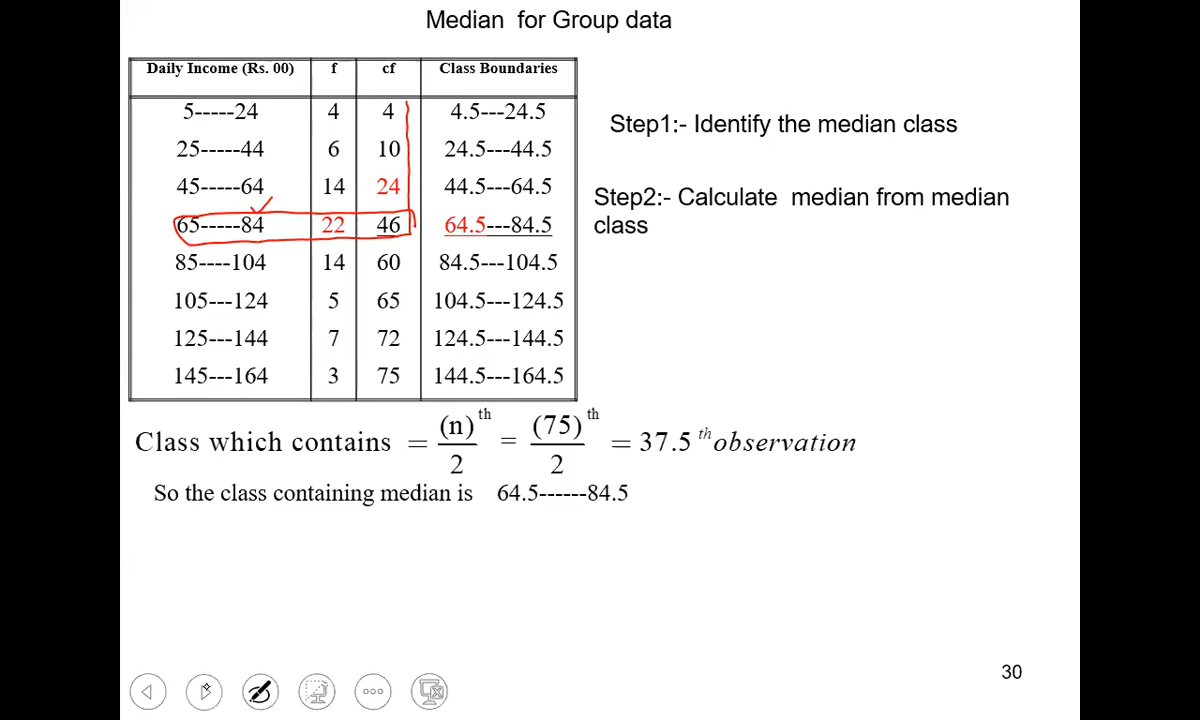 Median for Group data
Daily Income (Rs. 00) f cf Class Boundaries
5-----24 4 4 4.5---24.5
25-----44 6 10 24.5---44.5
45-----64 14 24 44.5---64.5
65-----84 22 46 64.5---84.5
85----104 14 60 84.5---104.5
105---124 5 65 104.5---124.5
125---144 7 72 124.5---144.5
145---164 3 75 144.5---164.5
Step1:- Identify the median class
Step2:- Calculate median from median
class
Class which contains = (n)/2 th = (75)/2 th = 37.5 th observation
So the class containing median is 64.5------84.5
30